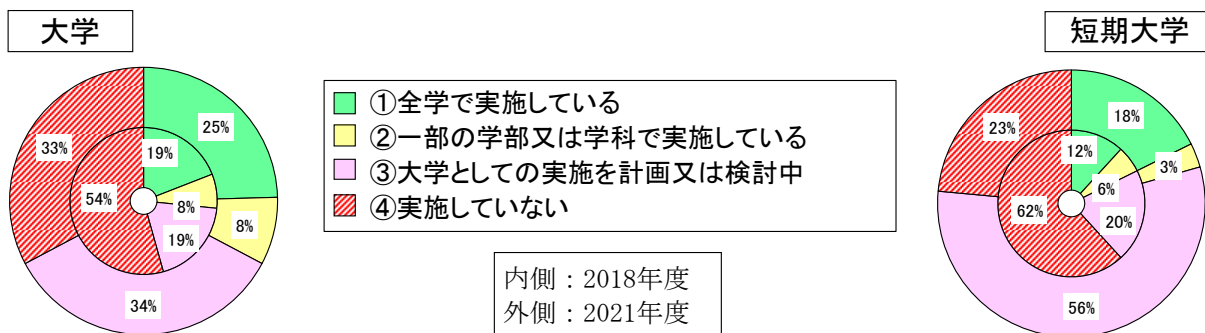 大学
短期大学
25%
8%
34%
33%
19%
8%
19%
54%
①全学で実施している
②一部の学部又は学科で実施している
③大学としての実施を計画又は検討中
④実施していない
内側：2018年度
外側：2021年度
18%
3%
56%
23%
12%
6%
20%
62%